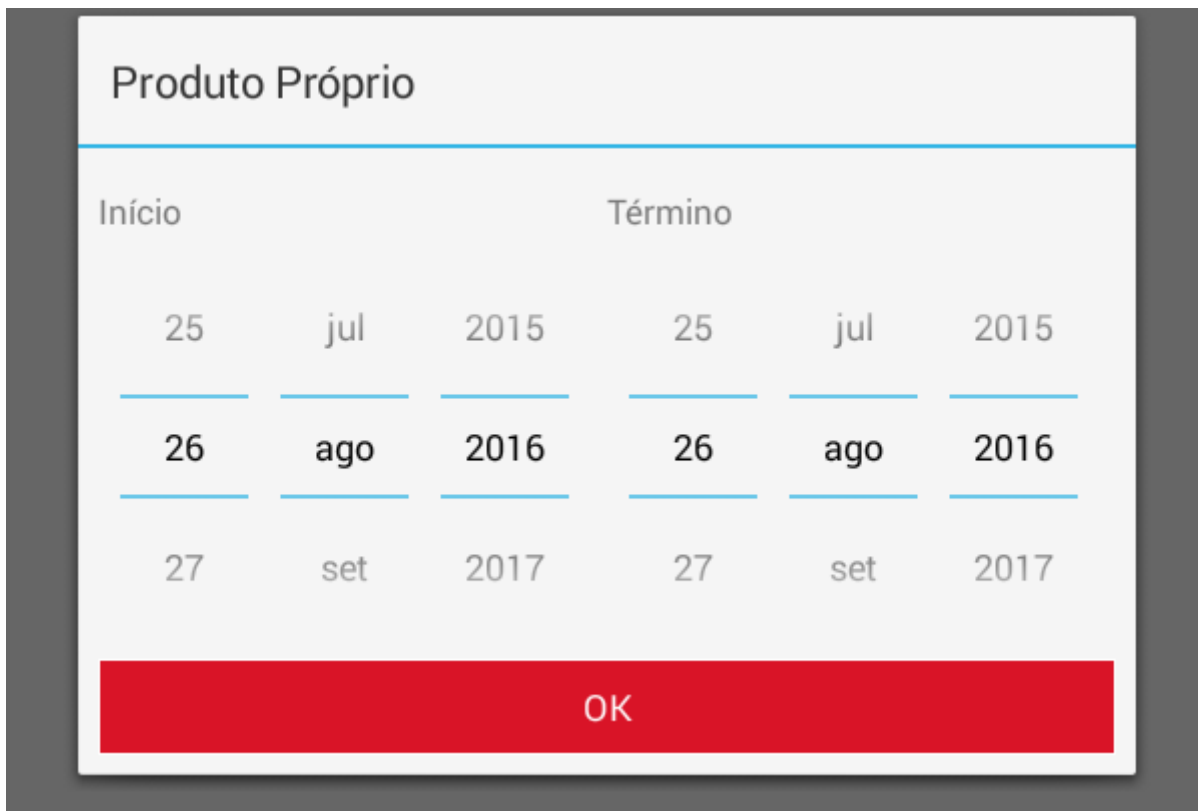 Produto Próprio
Início Término
25 jul 2015 25 jul 2015
26 ago 2016 26 ago 2016
27 set 2017 27 set 2017
OK